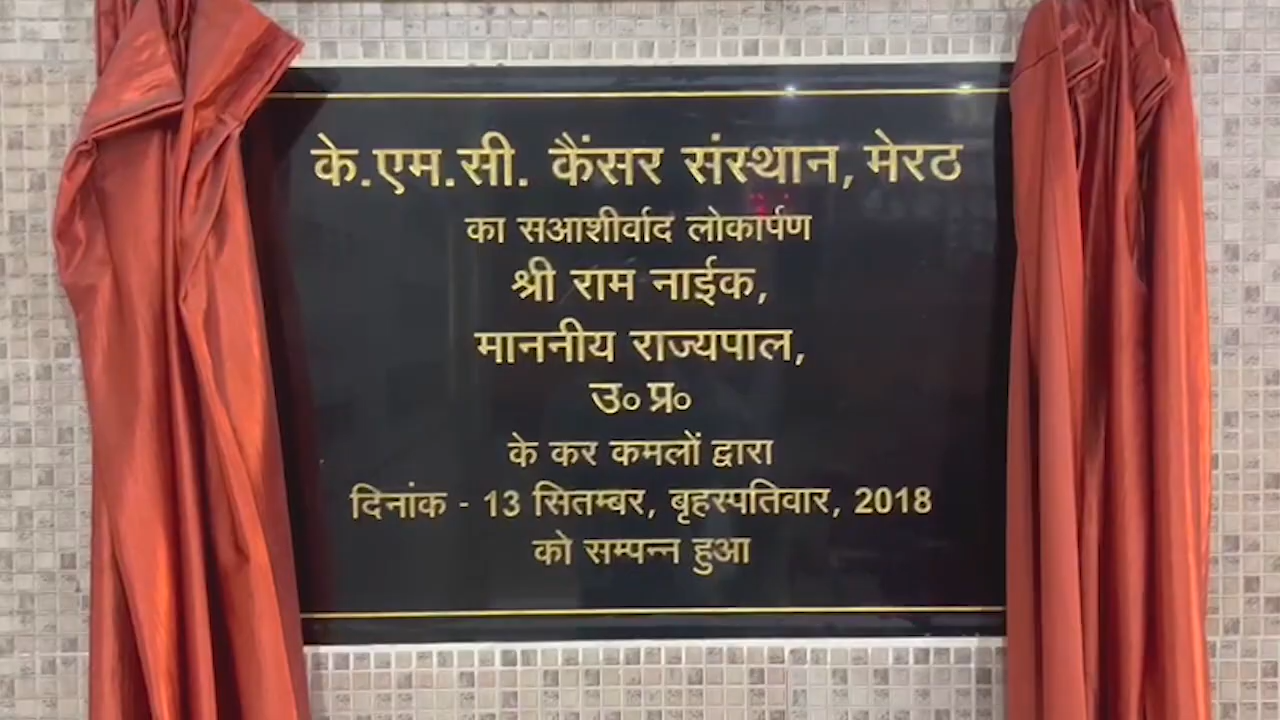 के.एम.सी. कैंसर संस्थान, मेरठ
का सआशीर्वाद लोकार्पण
श्री राम नाईक,
माननीय राज्यपाल,
उ० प्र०
के कर कमलों द्वारा
दिनांक - 13 सितम्बर, बृहस्पतिवार, 2018
को सम्पन्न हुआ